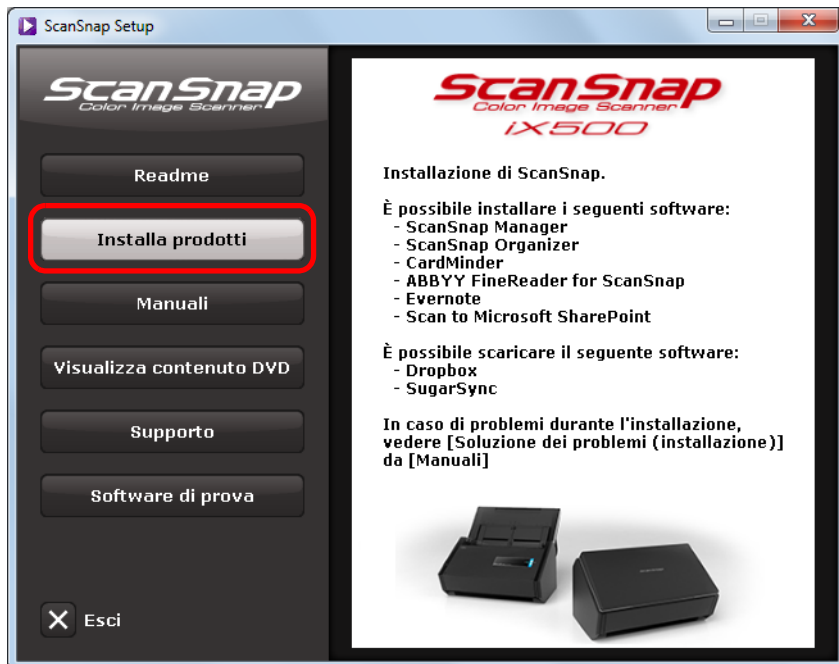 ScanSnap Setup
ScanSnap
Color Image Scanner
Readme
Installa prodotti
Manuali
Visualizza contenuto DVD
Supporto
Software di prova
Esci
ScanSnap
Color Image Scanner
iX500
Installazione di ScanSnap.
È possibile installare i seguenti software:
- ScanSnap Manager
- ScanSnap Organizer
- CardMinder
- ABBYY FineReader for ScanSnap
- Evernote
- Scan to Microsoft SharePoint
È possibile scaricare il seguente software:
- Dropbox
- SugarSync
In caso di problemi durante l'installazione,
vedere [Soluzione dei problemi (installazione)]
da [Manuali]